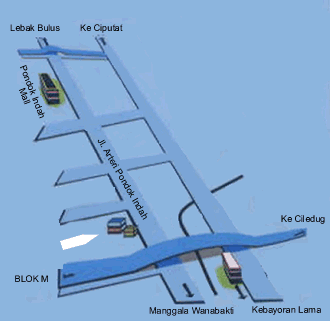 Lebak Bulus
Ke Ciputat
Pondok Indah
Mall
Jl. Arteri Pondok Indah
Ke Ciledug
BLOK M
Manggala Wanabakti
Kebayoran Lama